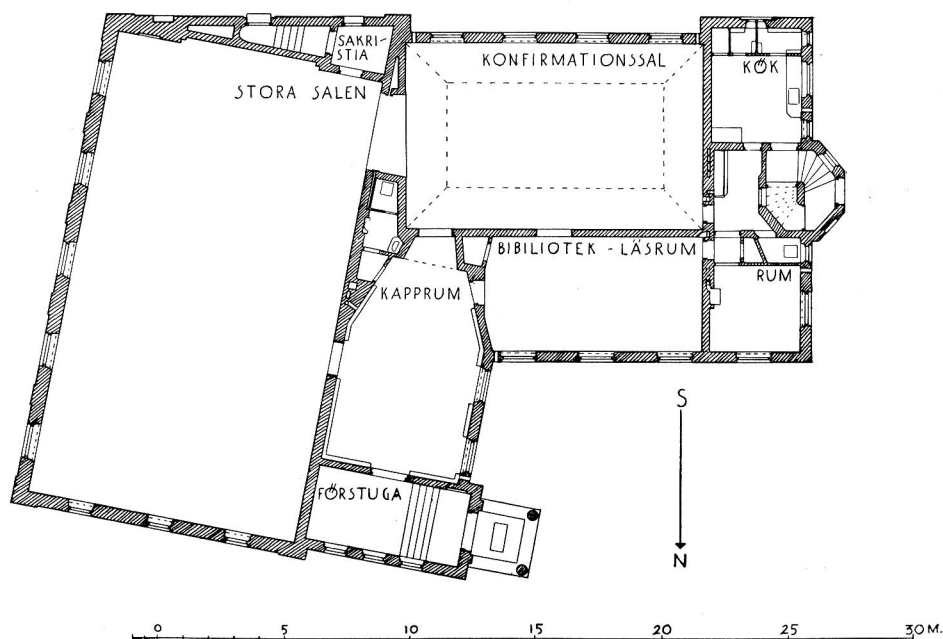 SAKRI-
STIA
KONFIRMATIONSSAL
KÖK
STORA SALEN
BIBILIOTEK - LÄSRUM
RUM
KAPPRUM
FÖRSTUGA
S
N
0 5 10 15 20 25 30 M.